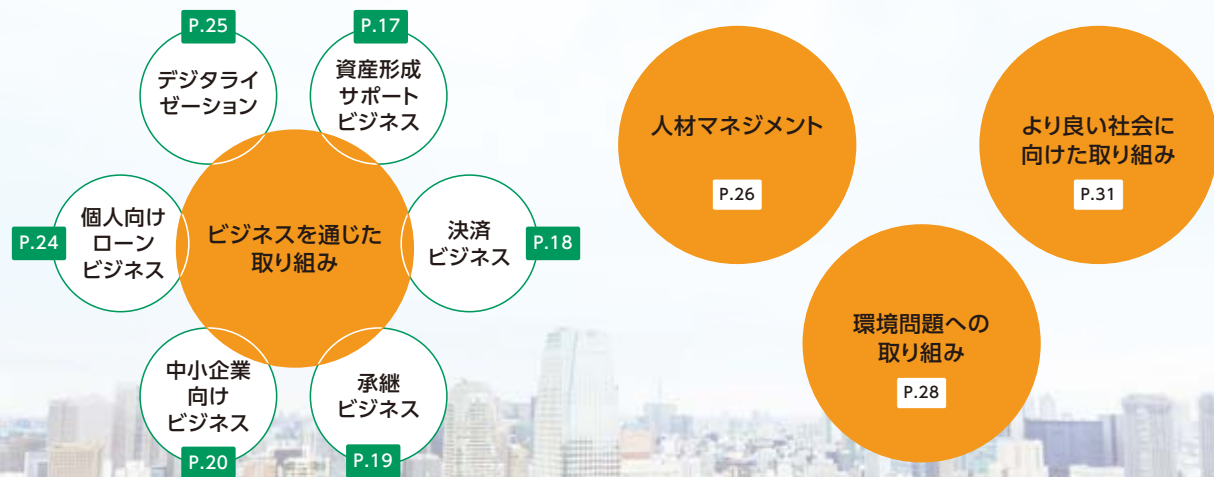 P.25
デジタライ
ゼーション
P.17
資産形成
サポート
ビジネス
P.24
個人向け
ローン
ビジネス
ビジネスを通じた
取り組み
決済
ビジネス
P.18
中小企業
向け
ビジネス
P.20
承継
ビジネス
P.19
人材マネジメント
P.26
より良い社会に
向けた取り組み
P.31
環境問題への
取り組み
P.28